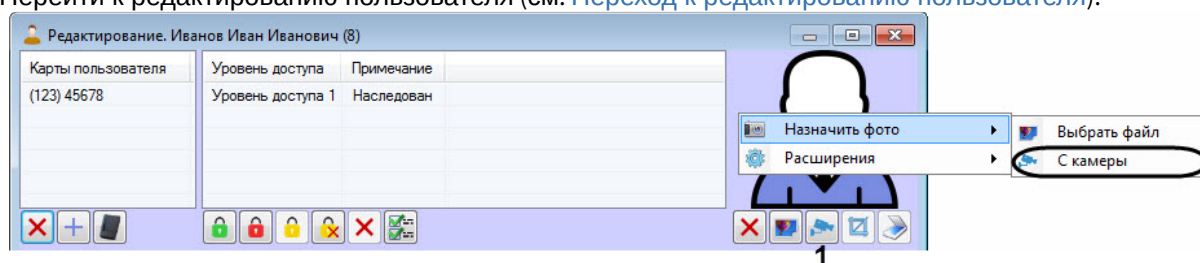 Перейти к редактированию пользователя (см. Переход к редактированию пользователя).
Редактирование. Иванов Иван Иванович (8)
Карты пользователя
Уровень доступа
Примечание
(123) 45678
Уровень доступа 1
Наследован
Назначить фото
Выбрать файл
Расширения
С камеры
1